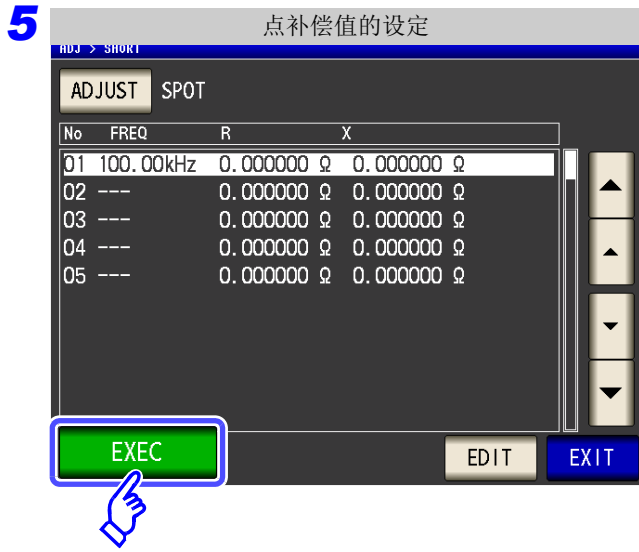 5
点补偿值的设定
ADJ > SHORT
ADJUST SPOT
No FREQ R X
01 100.00kHz 0.000000 Ω 0.000000 Ω
02 --- 0.000000 Ω 0.000000 Ω
03 --- 0.000000 Ω 0.000000 Ω
04 --- 0.000000 Ω 0.000000 Ω
05 --- 0.000000 Ω 0.000000 Ω
EXEC EDIT EXIT